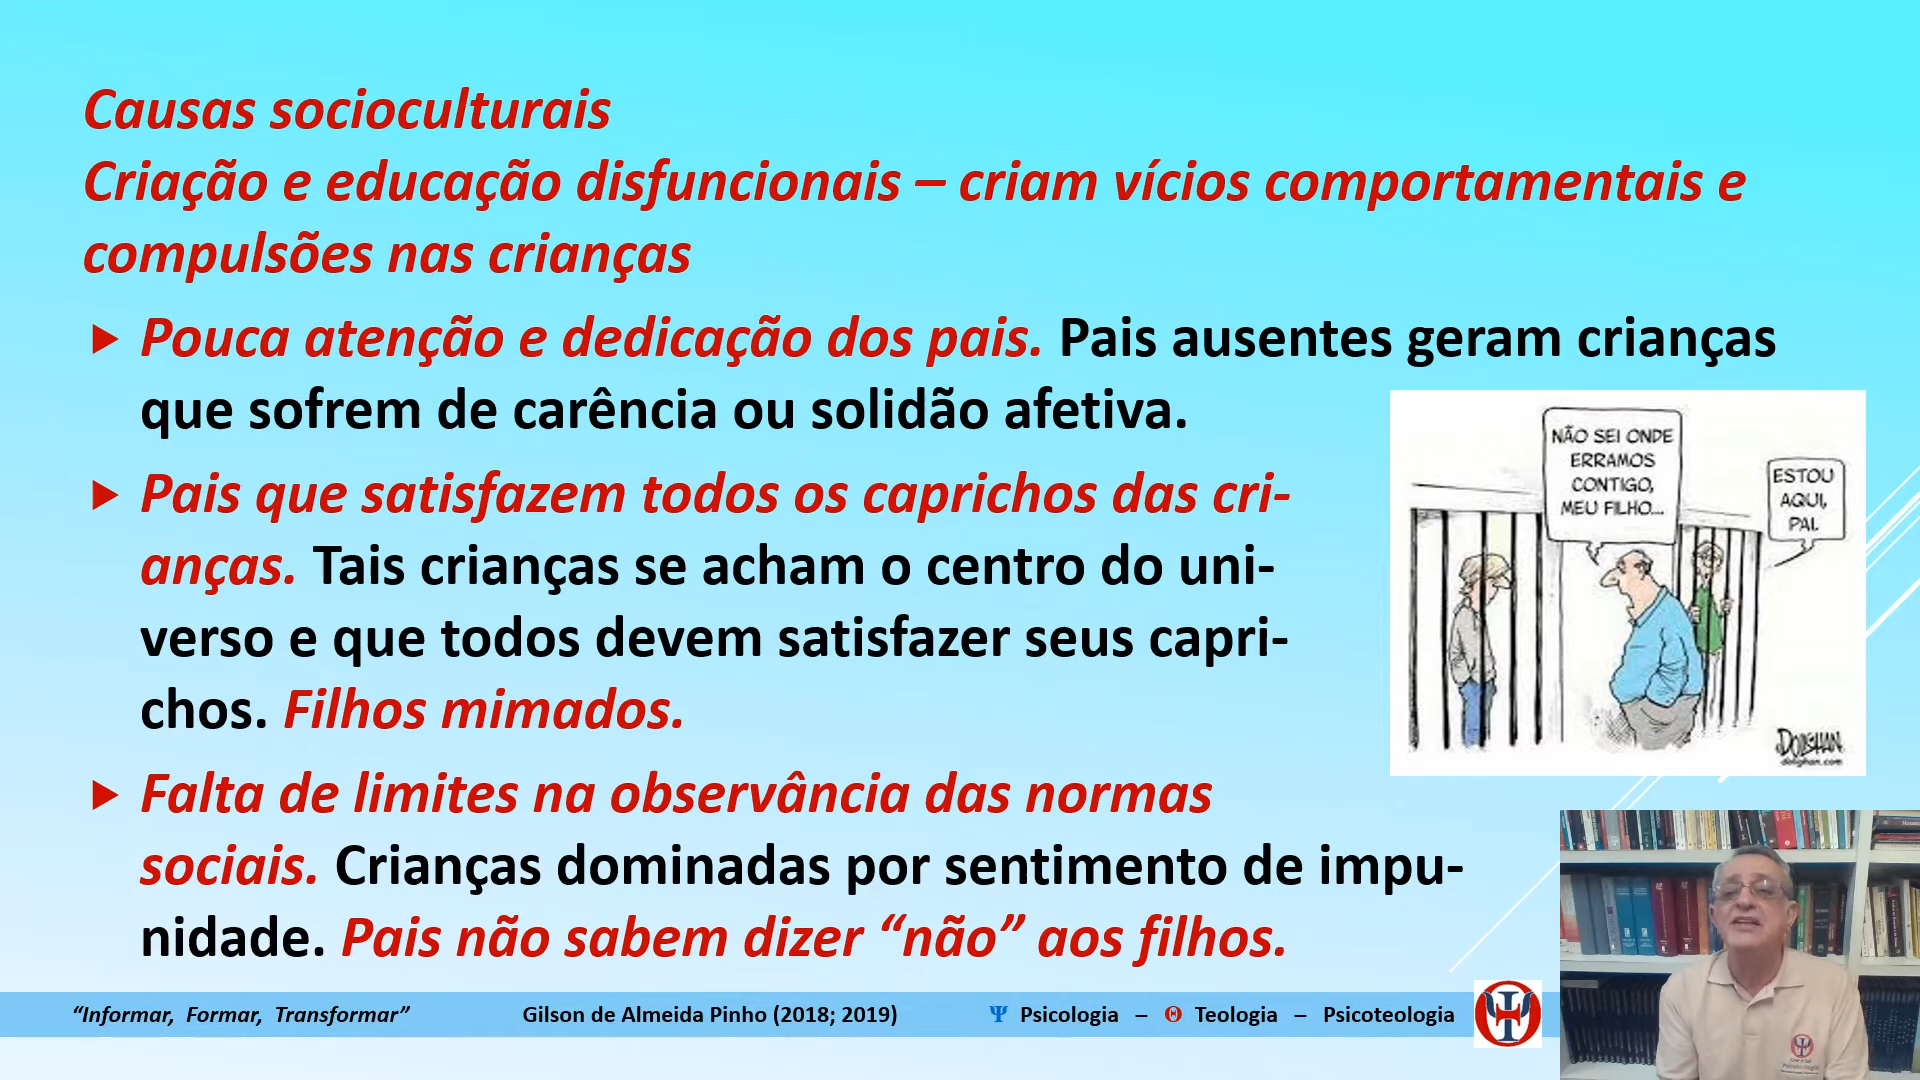 Causas socioculturais
Criação e educação disfuncionais – criam vícios comportamentais e
compulsões nas crianças
Pouca atenção e dedicação dos pais. Pais ausentes geram crianças
que sofrem de carência ou solidão afetiva.
Pais que satisfazem todos os caprichos das cri-
anças. Tais crianças se acham o centro do uni-
verso e que todos devem satisfazer seus capri-
chos. Filhos mimados.
Falta de limites na observância das normas
sociais. Crianças dominadas por sentimento de impu-
nidade. Pais não sabem dizer “não” aos filhos.
NÃO SEI ONDE
ERRAMOS
CONTIGO,
MEU FILHO...
ESTOU
AQUI,
PAI.
DOLIGHAN
dolighan.com
“Informar, Formar, Transformar” Gilson de Almeida Pinho (2018; 2019) Ψ Psicologia – Θ Teologia – Psicoteologia